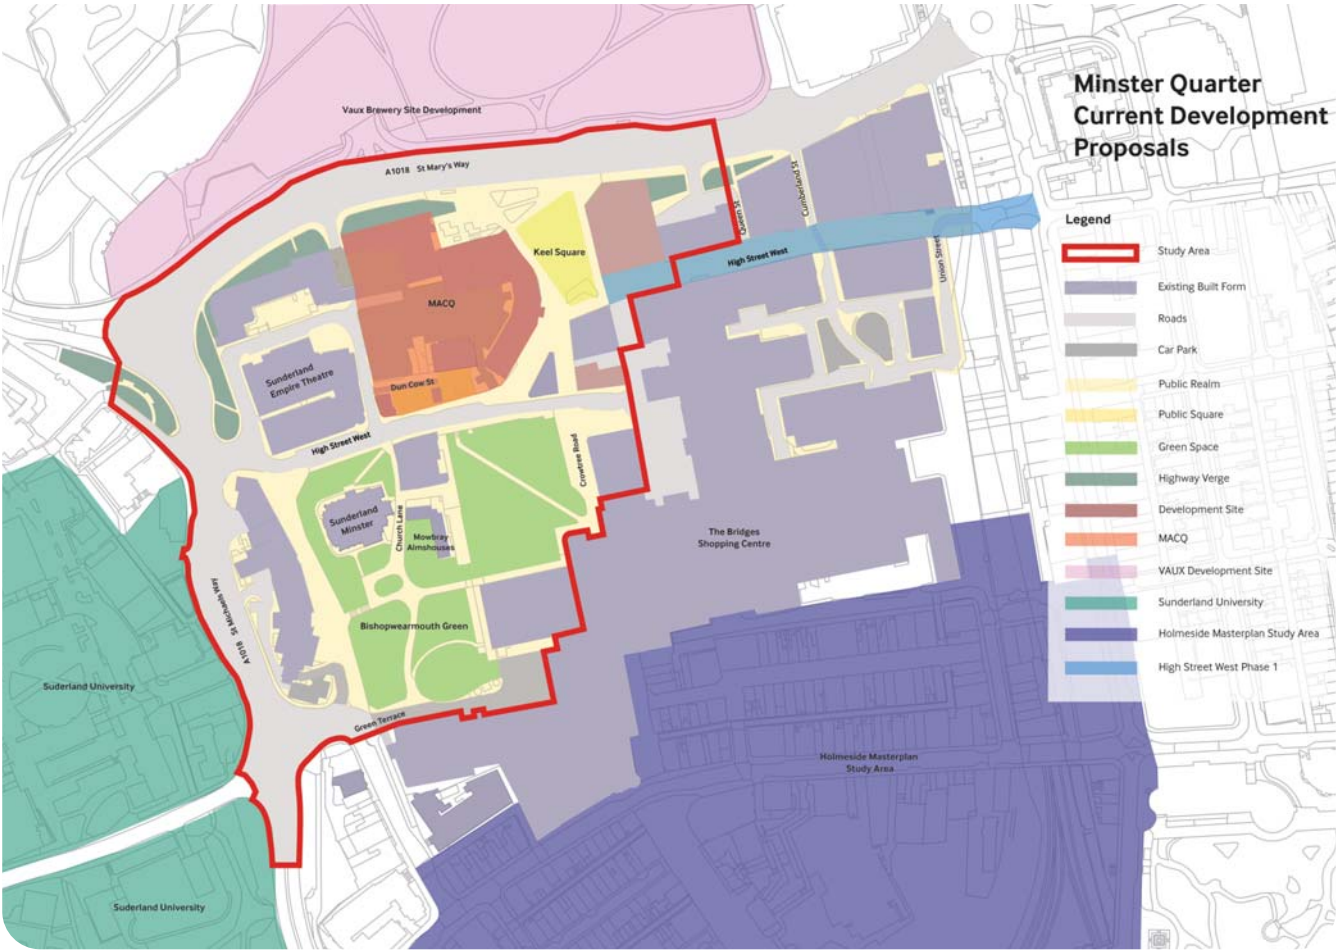 Minster Quarter
Current Development
Proposals
Legend
Study Area
Existing Built Form
Roads
Car Park
Public Realm
Public Square
Green Space
Highway Verge
Development Site
MACQ
VAUX Development Site
Sunderland University
Holmeside Masterplan Study Area
High Street West Phase 1
Vaux Brewery Site Development
A1018 St Mary's Way
Cumberland St
Queen St
Keel Square
High Street West
Union Street
MACQ
Sunderland
Empire Theatre
Dun Cow St
High Street West
Crowtree Road
Sunderland
Minster
Church Lane
Mowbray
Almshouses
The Bridges
Shopping Centre
A1018 St Michaels Way
Bishopwearmouth Green
Suderland University
Green Terrace
Holmeside Masterplan
Study Area
Suderland University